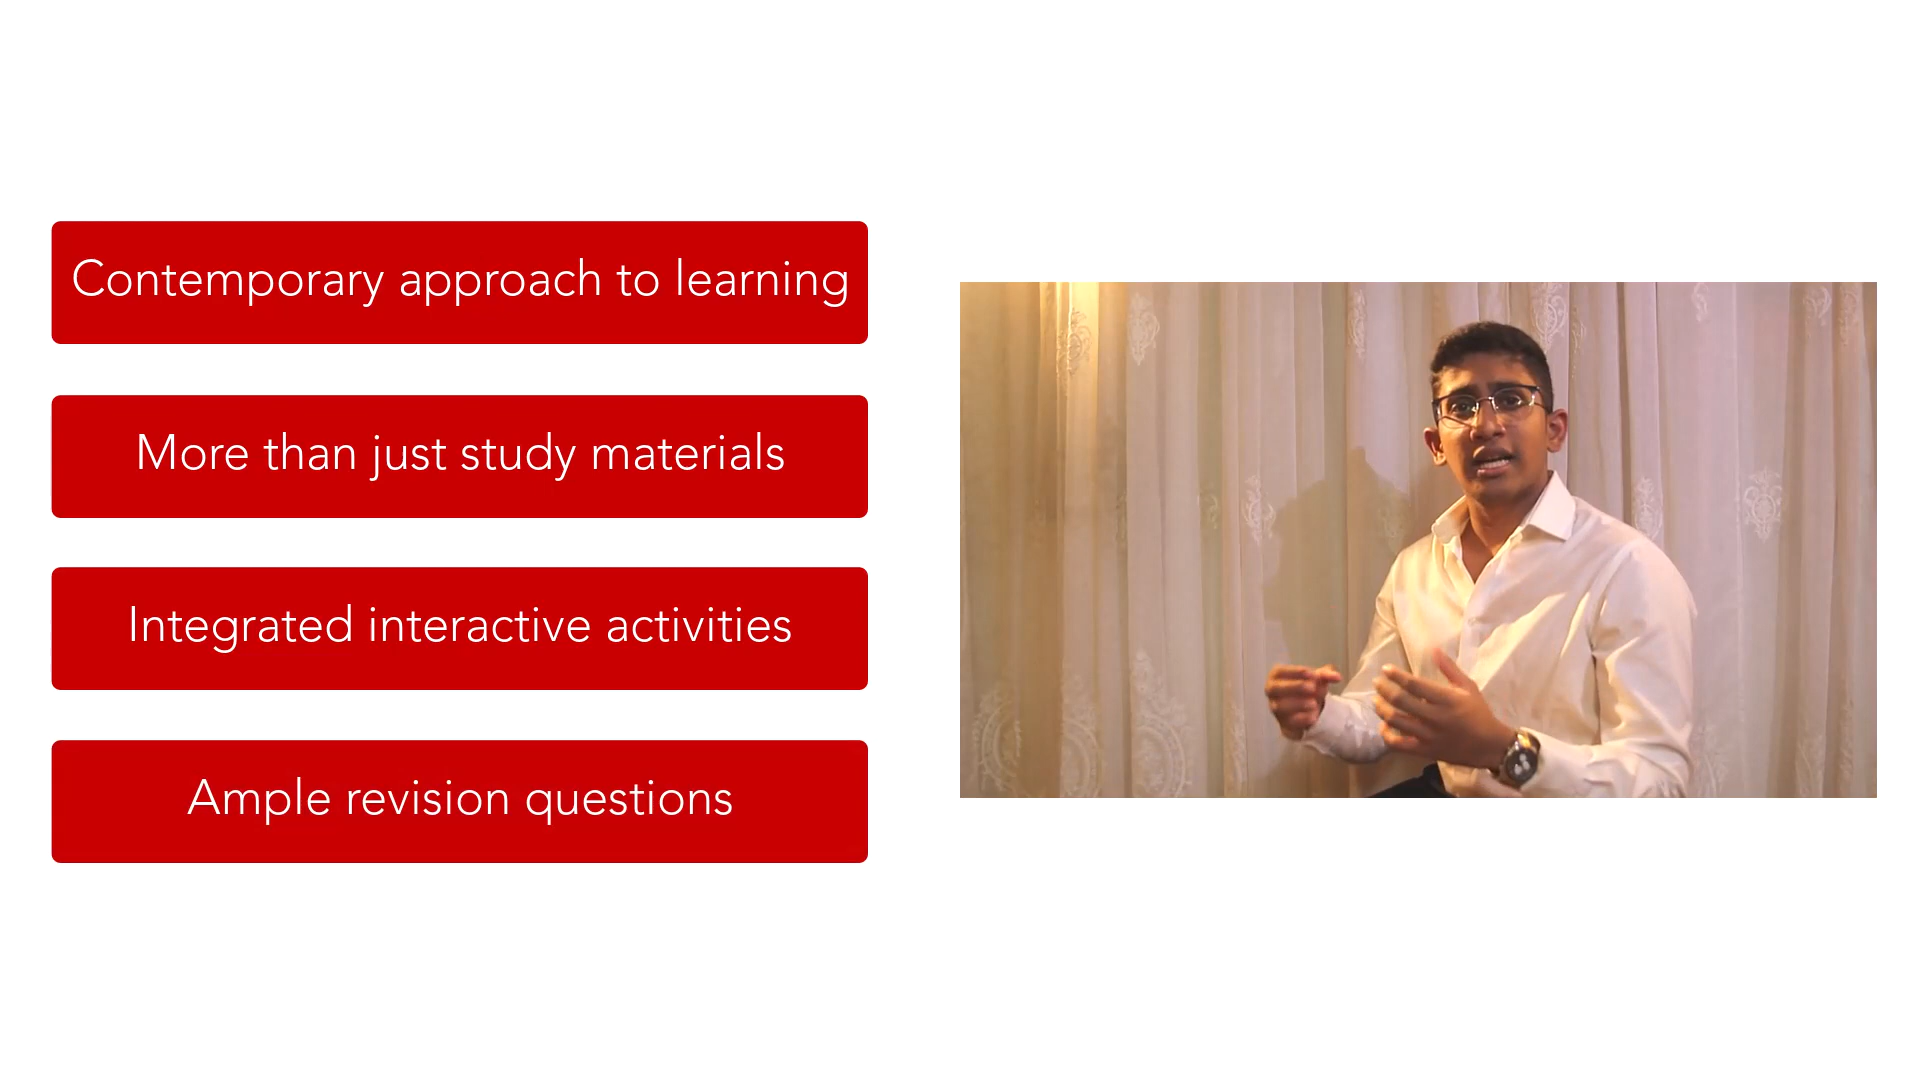 Contemporary approach to learning
More than just study materials
Integrated interactive activities
Ample revision questions